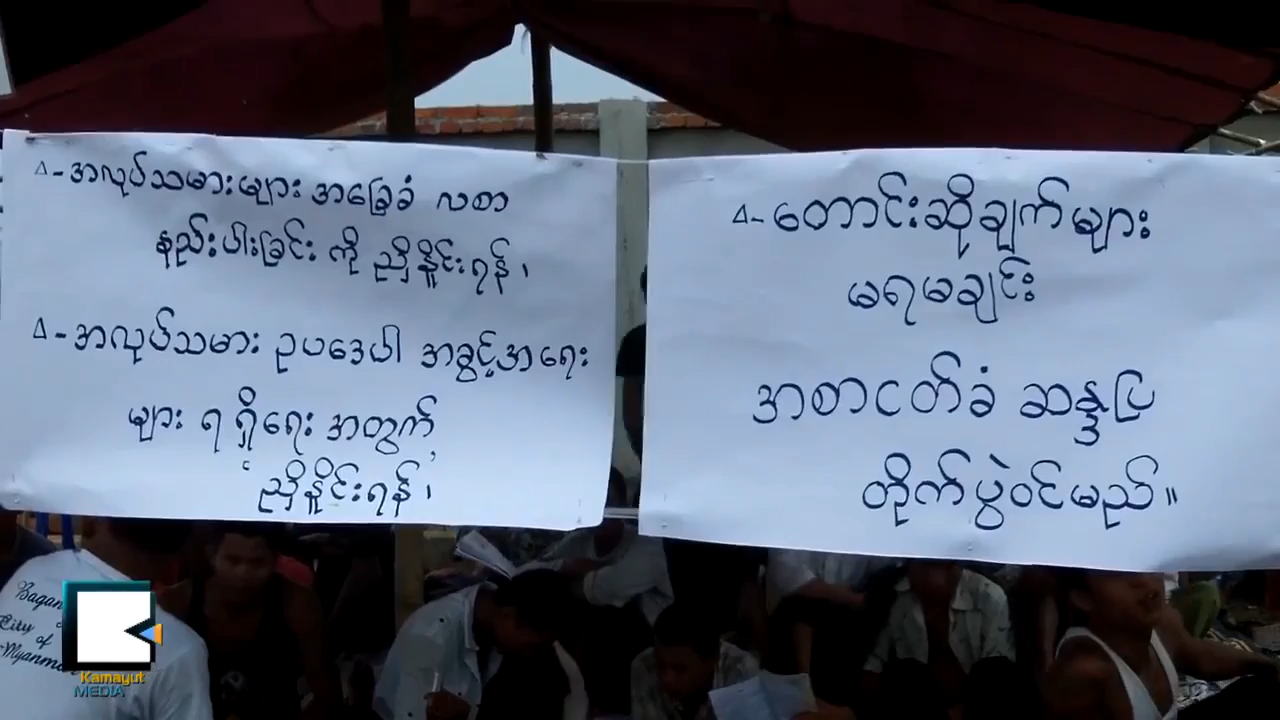 Δ-အလုပ်သမားများ အခြေခံ လစာ
နည်းပါးခြင်း ကို ညှိနှိုင်းရန်၊
Δ-အလုပ်သမား ဥပဒေပါ အခွင့်အရေး
များ ရ ရှိရေး အတွက်
ညှိနှိုင်းရန်၊
Δ-တောင်းဆိုချက်များ
မရမချင်း
အစာငတ်ခံ ဆန္ဒပြ
တိုက်ပွဲဝင်မည်။
Bagan
City of
Myanm
Kamayut
MEDIA